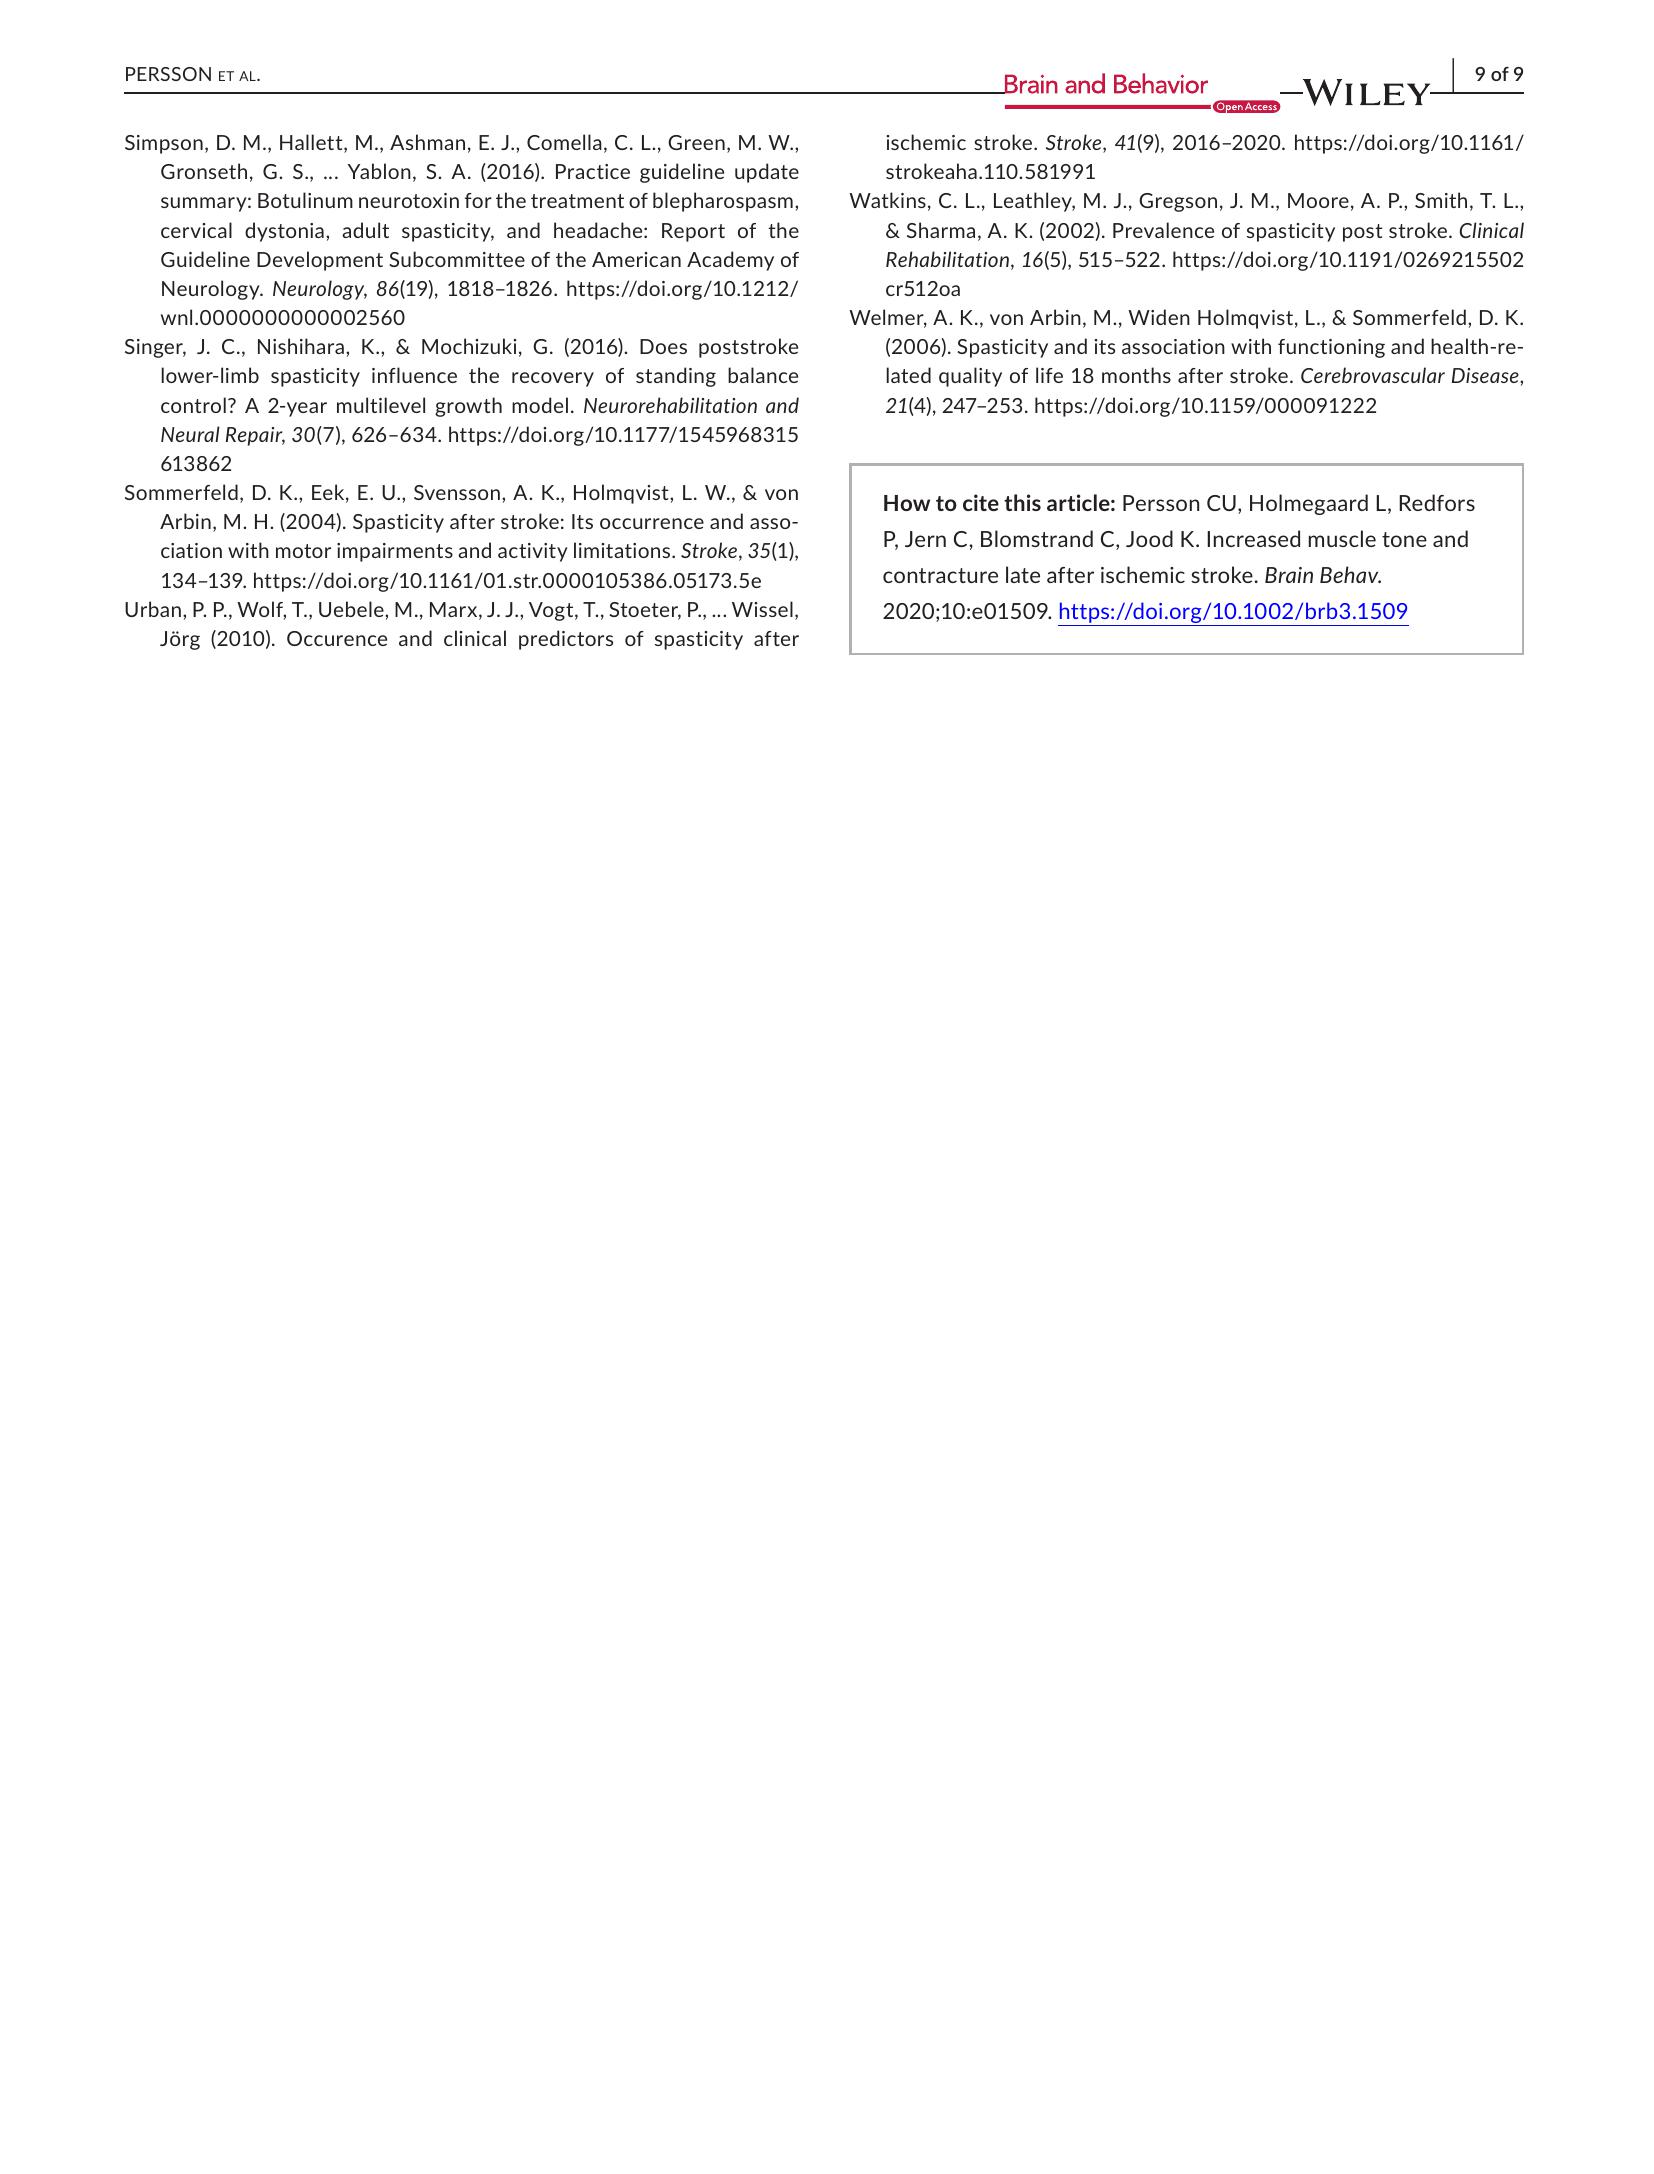 PERSSON ET AL.
Brain and Behavior
Open Access
WILEY
9 of 9
Simpson, D. M., Hallett, M., Ashman, E. J., Comella, C. L., Green, M. W.,
Gronseth, G. S., ... Yablon, S. A. (2016). Practice guideline update
summary: Botulinum neurotoxin for the treatment of blepharospasm,
cervical dystonia, adult spasticity, and headache: Report of the
Guideline Development Subcommittee of the American Academy of
Neurology. Neurology, 86(19), 1818–1826. https://doi.org/10.1212/
wnl.0000000000002560
Singer, J. C., Nishihara, K., & Mochizuki, G. (2016). Does poststroke
lower-limb spasticity influence the recovery of standing balance
control? A 2-year multilevel growth model. Neurorehabilitation and
Neural Repair, 30(7), 626–634. https://doi.org/10.1177/1545968315
613862
Sommerfeld, D. K., Eek, E. U., Svensson, A. K., Holmqvist, L. W., & von
Arbin, M. H. (2004). Spasticity after stroke: Its occurrence and asso-
ciation with motor impairments and activity limitations. Stroke, 35(1),
134–139. https://doi.org/10.1161/01.str.0000105386.05173.5e
Urban, P. P., Wolf, T., Uebele, M., Marx, J. J., Vogt, T., Stoeter, P., ... Wissel,
Jörg (2010). Occurence and clinical predictors of spasticity after
ischemic stroke. Stroke, 41(9), 2016–2020. https://doi.org/10.1161/
strokeaha.110.581991
Watkins, C. L., Leathley, M. J., Gregson, J. M., Moore, A. P., Smith, T. L.,
& Sharma, A. K. (2002). Prevalence of spasticity post stroke. Clinical
Rehabilitation, 16(5), 515–522. https://doi.org/10.1191/0269215502
cr512oa
Welmer, A. K., von Arbin, M., Widen Holmqvist, L., & Sommerfeld, D. K.
(2006). Spasticity and its association with functioning and health-re-
lated quality of life 18 months after stroke. Cerebrovascular Disease,
21(4), 247–253. https://doi.org/10.1159/000091222
How to cite this article: Persson CU, Holmegaard L, Redfors
P, Jern C, Blomstrand C, Jood K. Increased muscle tone and
contracture late after ischemic stroke. Brain Behav.
2020;10:e01509. https://doi.org/10.1002/brb3.1509